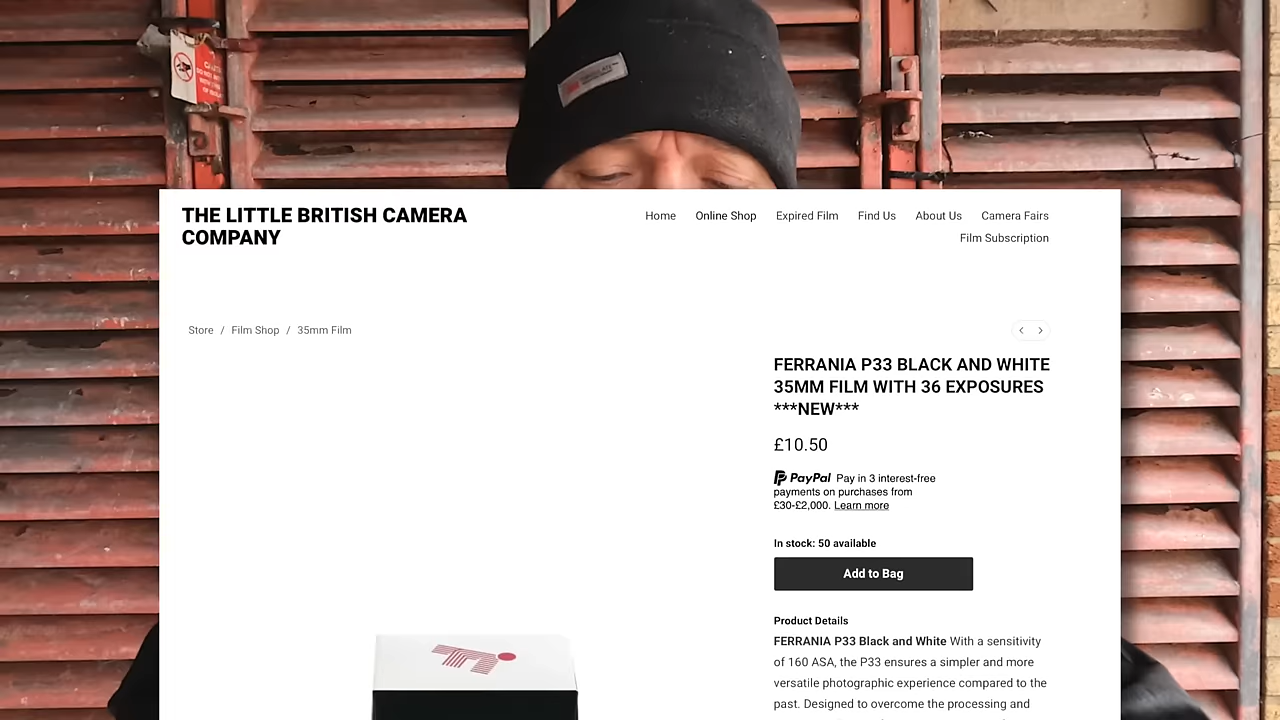 THE LITTLE BRITISH CAMERA
COMPANY
Home
Online Shop
Expired Film
Find Us
About Us
Camera Fairs
Film Subscription
Store / Film Shop / 35mm Film
FERRANIA P33 BLACK AND WHITE
35MM FILM WITH 36 EXPOSURES
***NEW***
£10.50
PayPal Pay in 3 interest-free
payments on purchases from
£30-£2,000. Learn more
In stock: 50 available
Add to Bag
Product Details
FERRANIA P33 Black and White With a sensitivity
of 160 ASA, the P33 ensures a simpler and more
versatile photographic experience compared to the
past. Designed to overcome the processing and